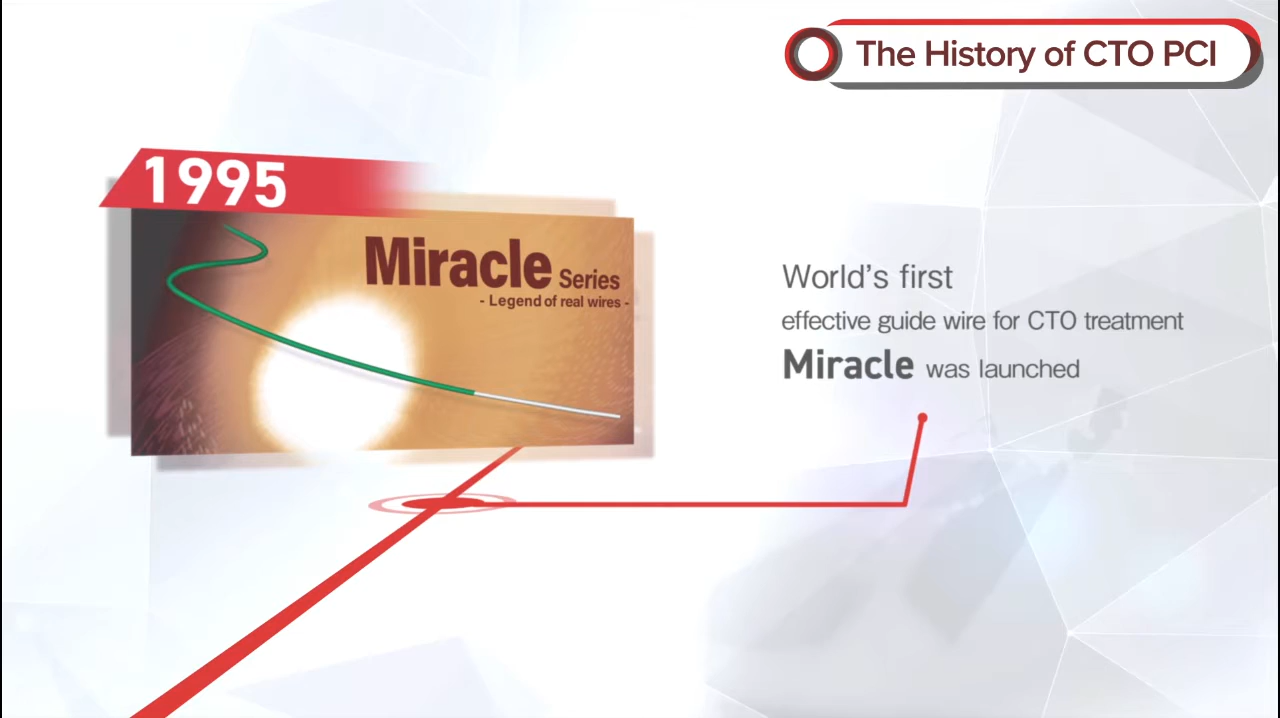 The History of CTO PCI
1995
Miracle Series
- Legend of real wires -
World's first
effective guide wire for CTO treatment
Miracle was launched